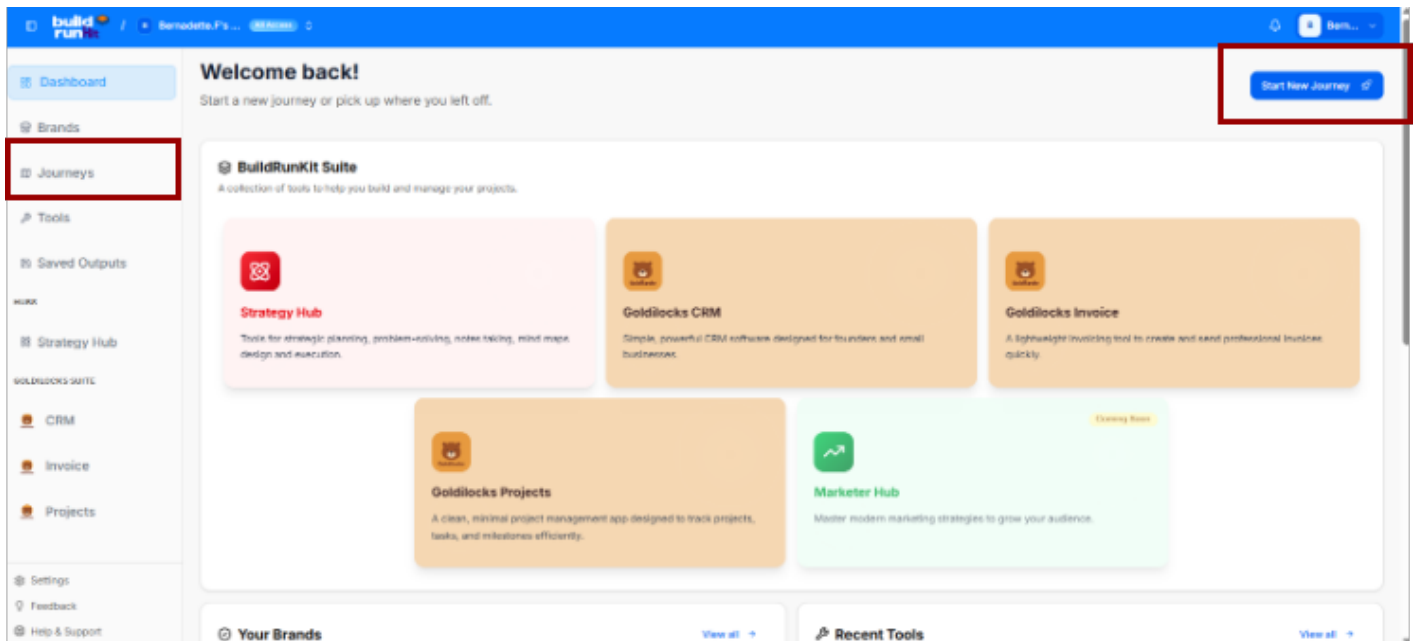 build
runkit
/ Bernadette.F's ... All Access
Bern...
Dashboard
Brands
Journeys
Tools
Saved Outputs
HUBS
Strategy Hub
GOLDILOCKS SUITE
CRM
Invoice
Projects
Settings
Feedback
Help & Support
Welcome back!
Start a new journey or pick up where you left off.
Start New Journey
BuildRunKit Suite
A collection of tools to help you build and manage your projects.
Strategy Hub
Tools for strategic planning, problem-solving, notes taking, mind maps
design and execution.
Goldilocks CRM
Simple, powerful CRM software designed for founders and small
businesses.
Goldilocks Invoice
A lightweight invoicing tool to create and send professional invoices
quickly.
Goldilocks Projects
A clean, minimal project management app designed to track projects,
tasks, and milestones efficiently.
Coming Soon
Marketer Hub
Master modern marketing strategies to grow your audience.
Your Brands
View all →
Recent Tools
View all →